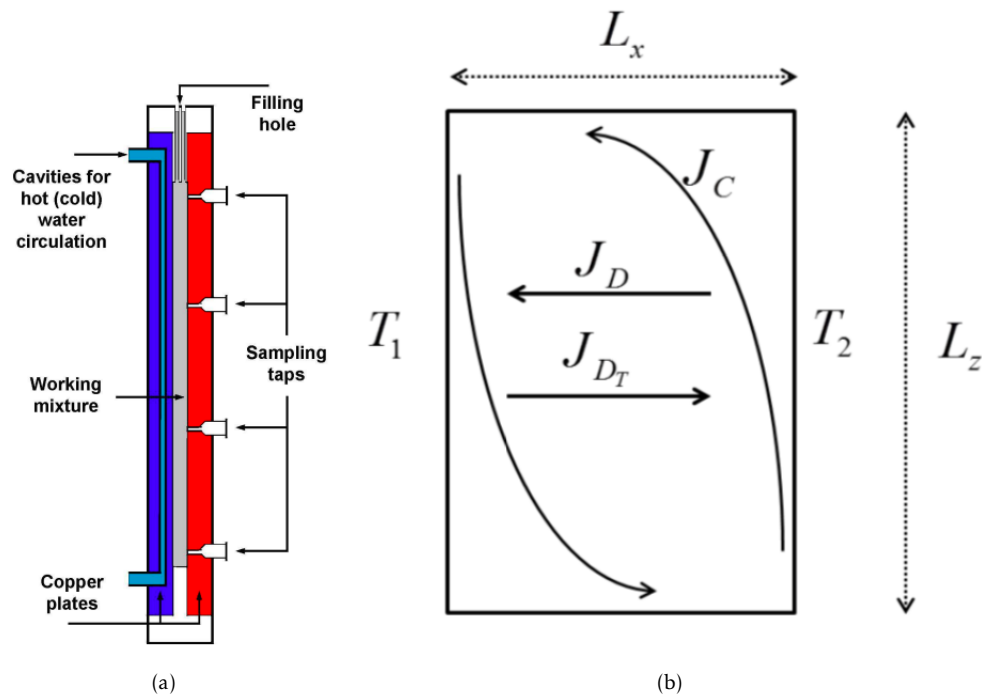 Filling
hole
Cavities for
hot (cold)
water
circulation
Sampling
taps
Working
mixture
Copper
plates
(a)
L_x
J_C
J_D
T_1
T_2
J_{D_T}
L_z
(b)